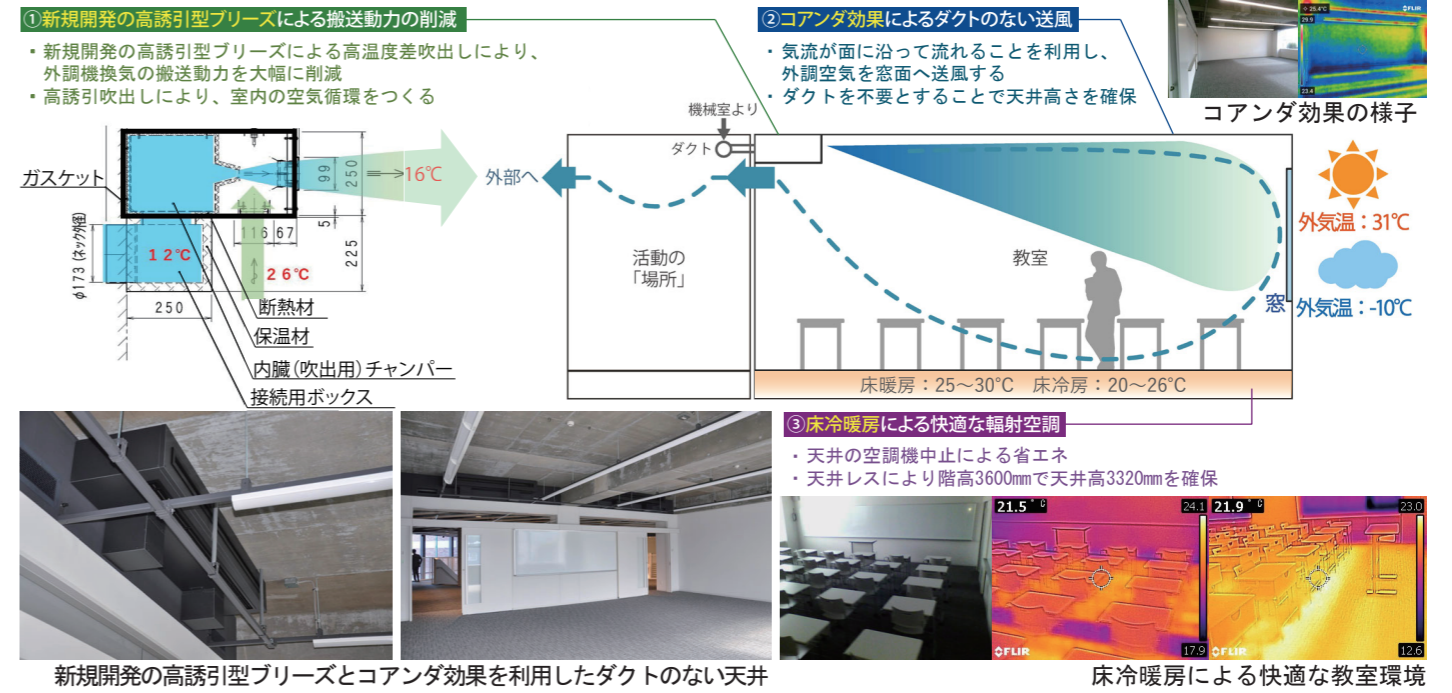 ①新規開発の高誘引型ブリーズによる搬送動力の削減
・新規開発の高誘引型ブリーズによる高温度差吹出しにより、
外調機換気の搬送動力を大幅に削減
・高誘引吹出しにより、室内の空気循環をつくる
②コアンダ効果によるダクトのない送風
・気流が面に沿って流れることを利用し、
外調空気を窓面へ送風する
・ダクトを不要とすることで天井高さを確保
25.4℃
29.9
FLIR
23.4
コアンダ効果の様子
ガスケット
φ173(ネック外径)
12℃
26℃
16℃
99
250
116
67
5
225
250
断熱材
保温材
内臓(吹出用)チャンバー
接続用ボックス
機械室より
ダクト
外部へ
活動の
「場所」
教室
窓
外気温：31℃
外気温：-10℃
床暖房：25～30℃ 床冷房：20～26℃
③床冷暖房による快適な輻射空調
・天井の空調機中止による省エネ
・天井レスにより階高3600㎜で天井高3320㎜を確保
21.5 ℃
24.1
FLIR
17.9
21.9 ℃
23.0
FLIR
12.6
新規開発の高誘引型ブリーズとコアンダ効果を利用したダクトのない天井
床冷暖房による快適な教室環境